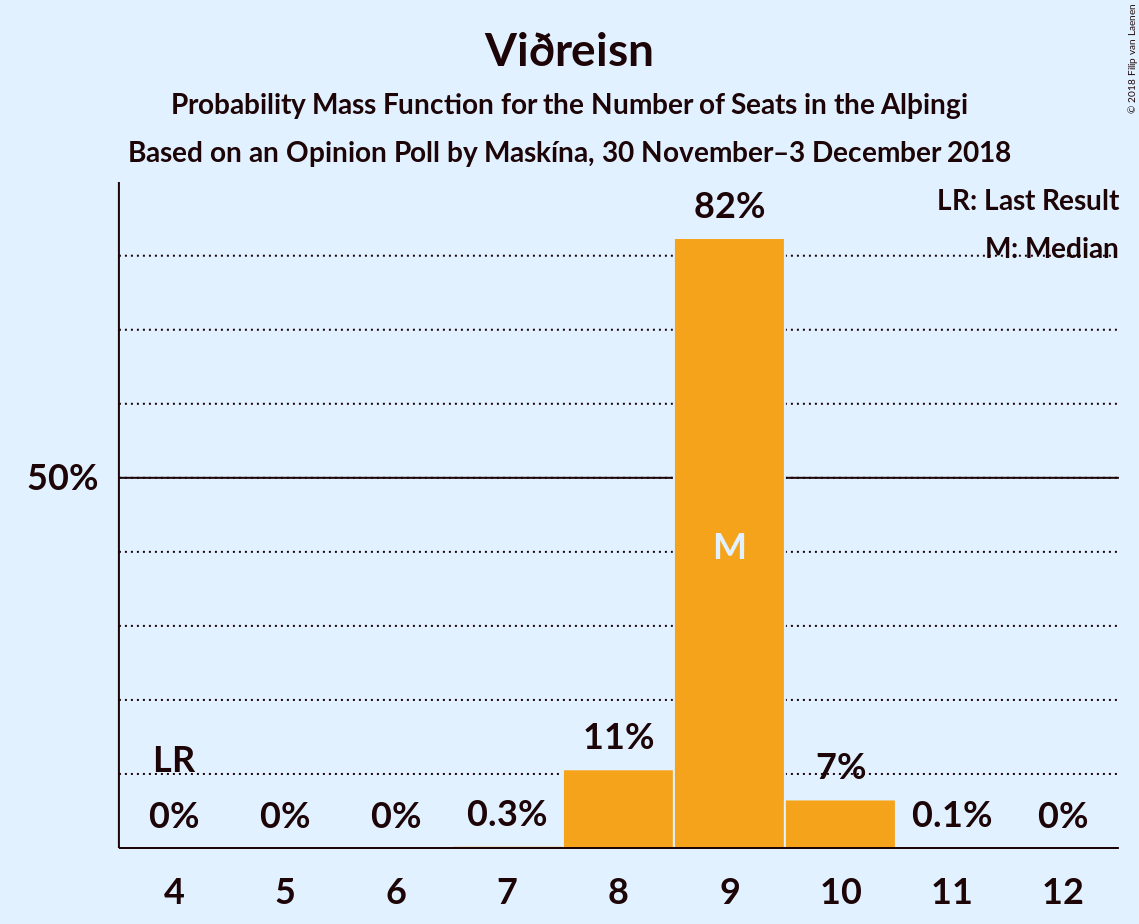 Viðreisn
Probability Mass Function for the Number of Seats in the Alþingi
Based on an Opinion Poll by Maskína, 30 November–3 December 2018
© 2018 Filip van Laenen
LR: Last Result
M: Median
82%
50%
M
11%
7%
LR
0% 0% 0% 0.3% 0.1% 0%
4 5 6 7 8 9 10 11 12